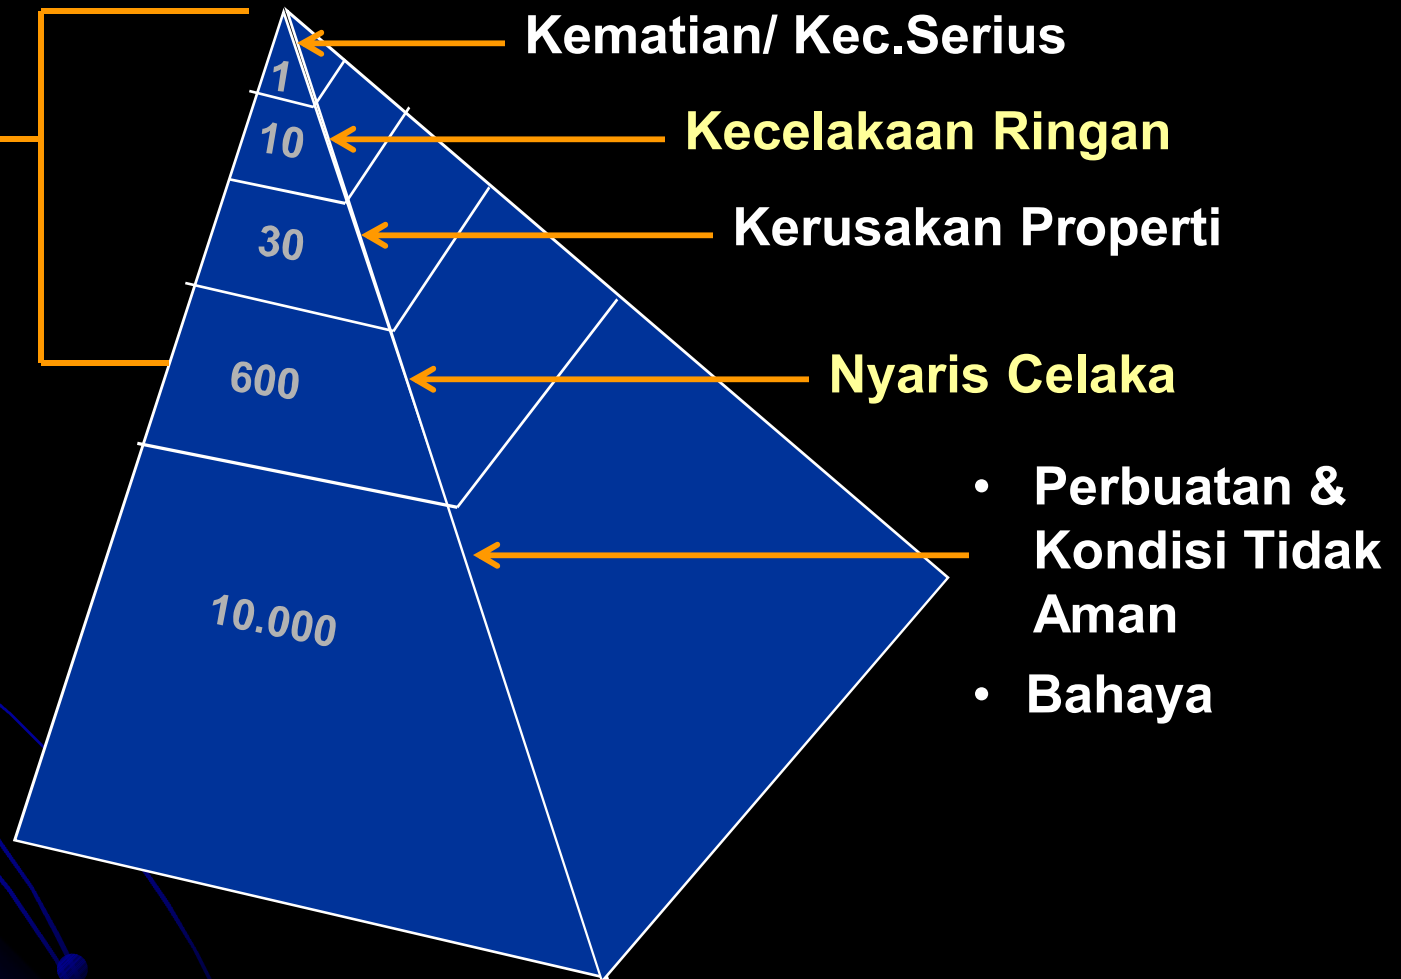 Kematian/ Kec.Serius
1
Kecelakaan Ringan
10
Kerusakan Properti
30
Nyaris Celaka
600
• Perbuatan &
Kondisi Tidak
Aman
10.000
• Bahaya